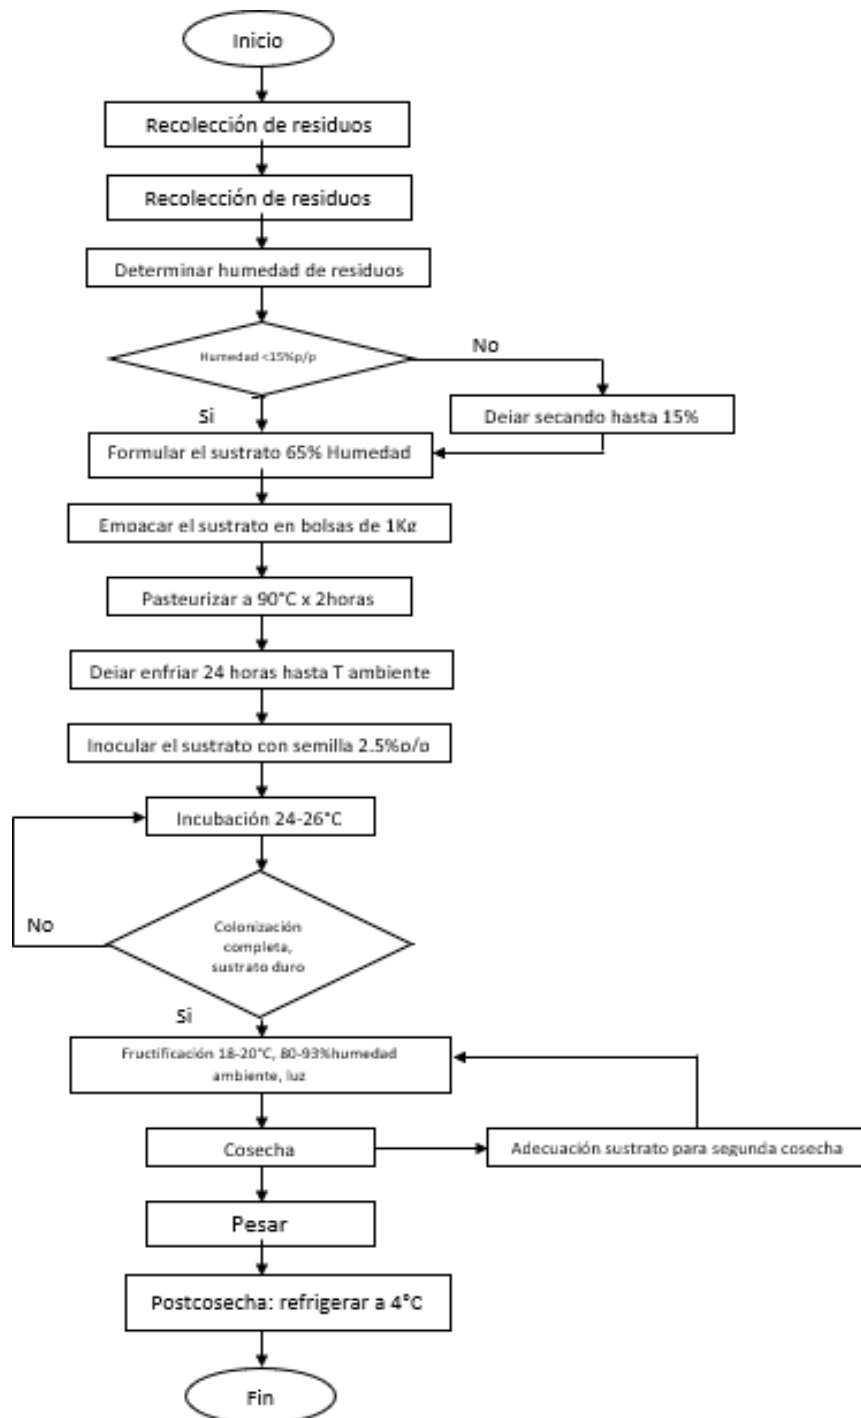 Inicio
Recolección de residuos
Recolección de residuos
Determinar humedad de residuos
Humedad <15%p/p
No
Si
Dejar secando hasta 15%
Formular el sustrato 65% Humedad
Empacar el sustrato en bolsas de 1Kg
Pasteurizar a 90°C x 2horas
Dejar enfriar 24 horas hasta T ambiente
Inocular el sustrato con semilla 2.5%p/p
Incubación 24-26°C
No
Colonización
completa,
sustrato duro
Si
Fructificación 18-20°C, 80-93%humedad
ambiente, luz
Cosecha
Adecuación sustrato para segunda cosecha
Pesar
Postcosecha: refrigerar a 4°C
Fin